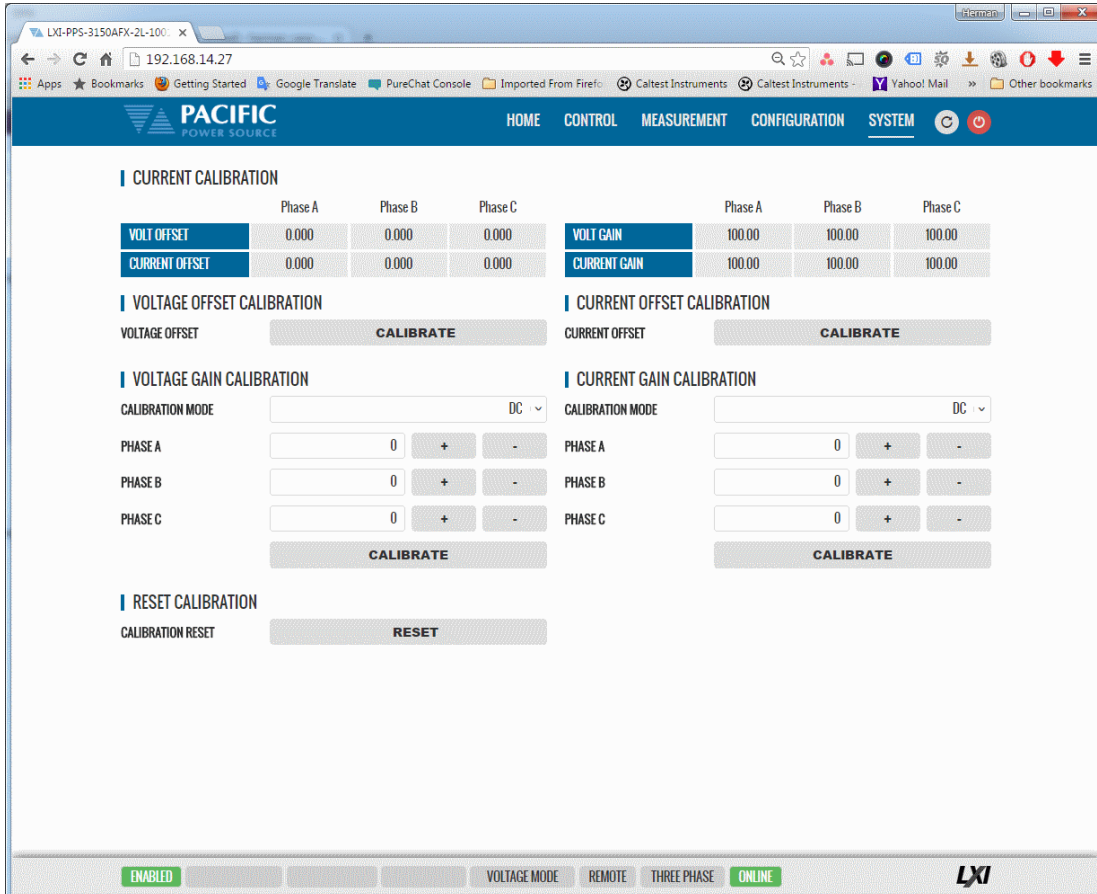 Herman
LXI-PPS-3150AFX-2L-100
192.168.14.27
Apps Bookmarks Getting Started Google Translate PureChat Console Imported From Firefo Caltest Instruments Caltest Instruments - Yahoo! Mail » Other bookmarks
PACIFIC
POWER SOURCE
HOME CONTROL MEASUREMENT CONFIGURATION SYSTEM
CURRENT CALIBRATION
Phase A Phase B Phase C Phase A Phase B Phase C
VOLT OFFSET 0.000 0.000 0.000 VOLT GAIN 100.00 100.00 100.00
CURRENT OFFSET 0.000 0.000 0.000 CURRENT GAIN 100.00 100.00 100.00
VOLTAGE OFFSET CALIBRATION CURRENT OFFSET CALIBRATION
VOLTAGE OFFSET CALIBRATE CURRENT OFFSET CALIBRATE
VOLTAGE GAIN CALIBRATION CURRENT GAIN CALIBRATION
CALIBRATION MODE DC CALIBRATION MODE DC
PHASE A 0 + - PHASE A 0 + -
PHASE B 0 + - PHASE B 0 + -
PHASE C 0 + - PHASE C 0 + -
CALIBRATE CALIBRATE
RESET CALIBRATION
CALIBRATION RESET RESET
ENABLED VOLTAGE MODE REMOTE THREE PHASE ONLINE LXI